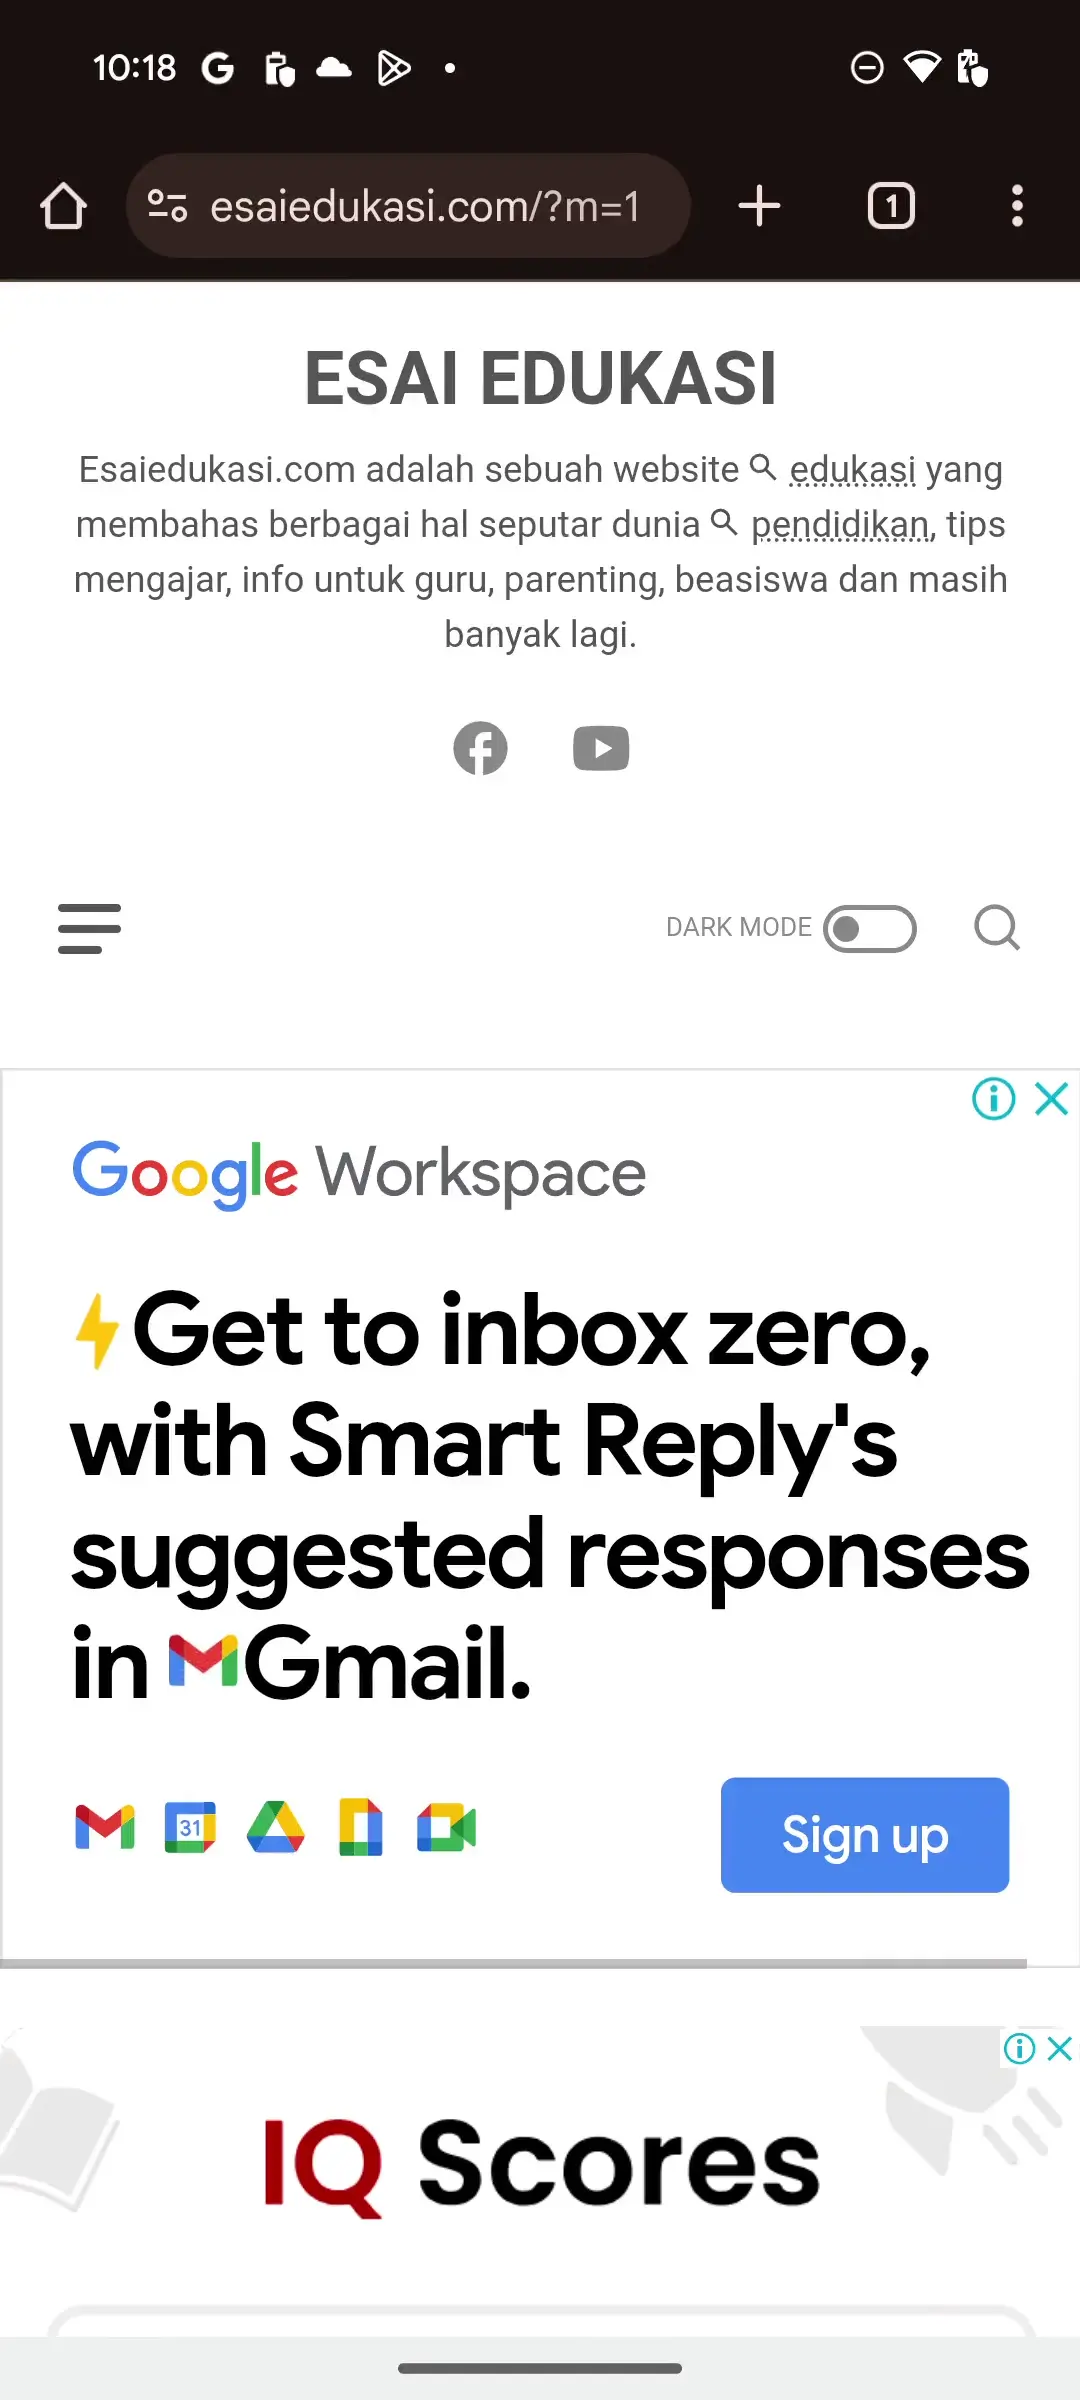 10:18
esaiedukasi.com/?m=1
1
ESAI EDUKASI
Esaiedukasi.com adalah sebuah website edukasi yang
membahas berbagai hal seputar dunia pendidikan, tips
mengajar, info untuk guru, parenting, beasiswa dan masih
banyak lagi.
DARK MODE
Google Workspace
⚡Get to inbox zero,
with Smart Reply's
suggested responses
in Gmail.
31
Sign up
IQ Scores